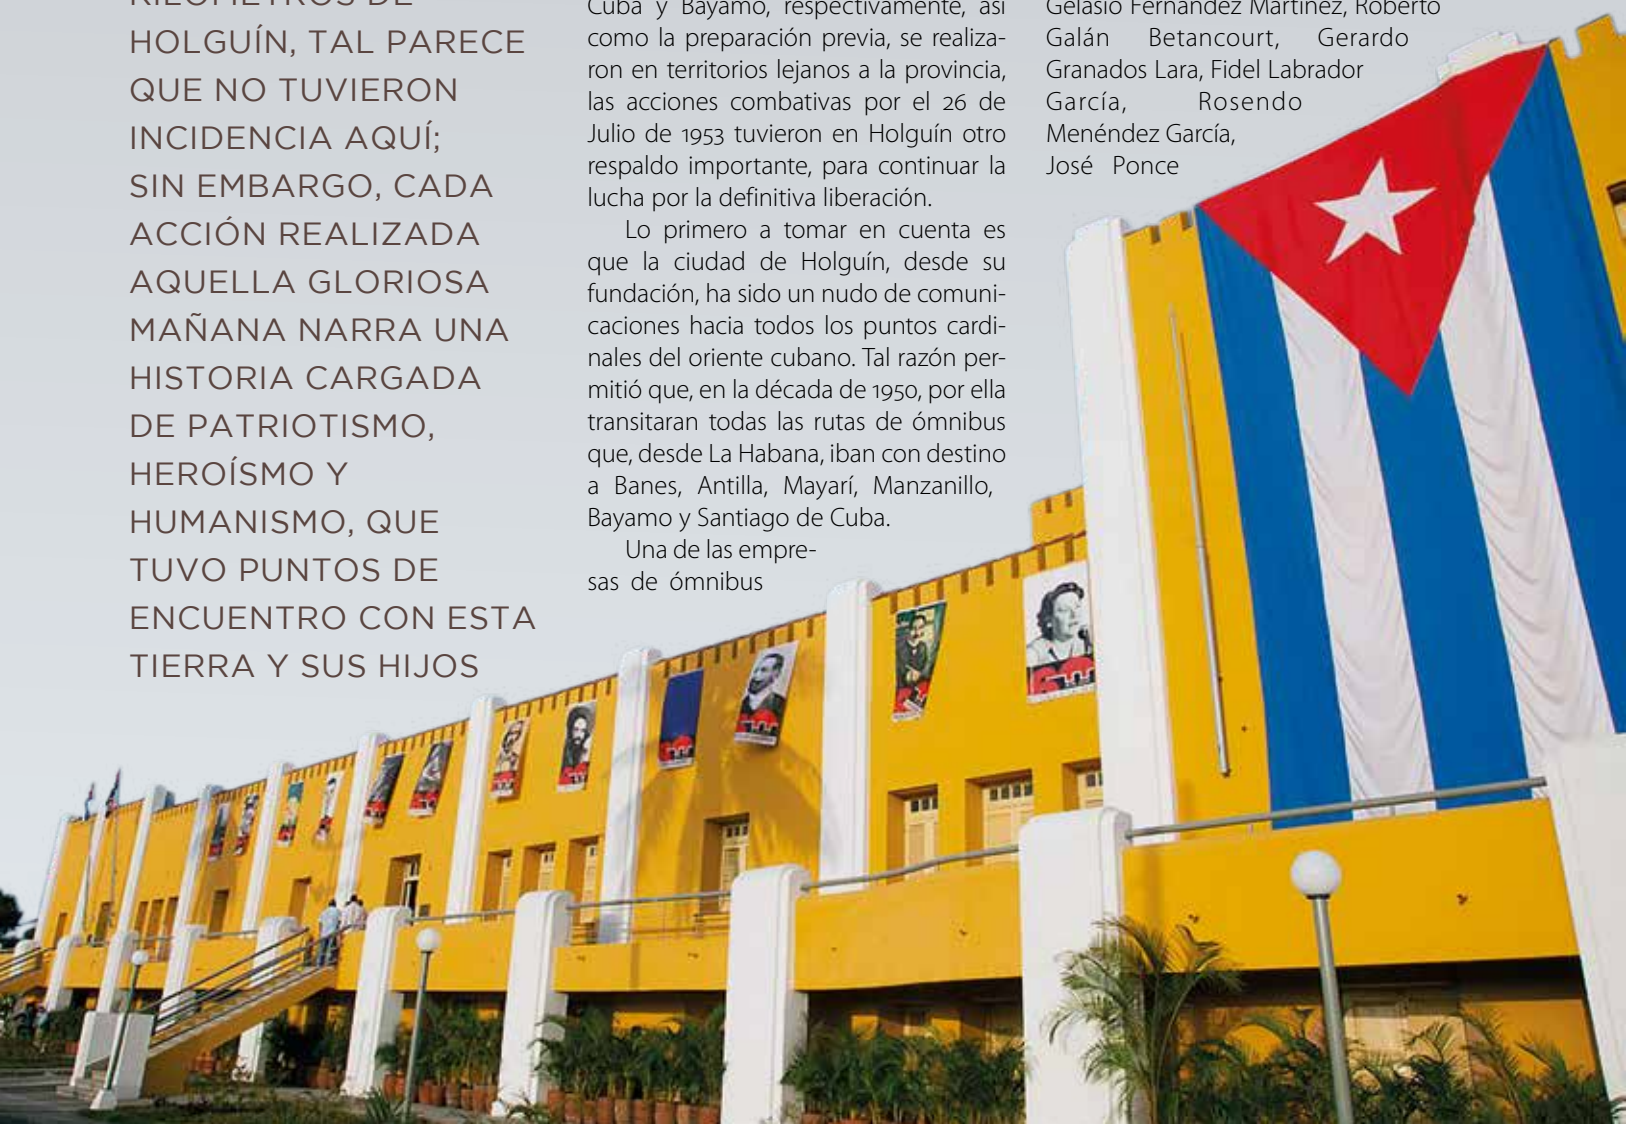 KILÓMETROS DE
HOLGUÍN, TAL PARECE
QUE NO TUVIERON
INCIDENCIA AQUÍ;
SIN EMBARGO, CADA
ACCIÓN REALIZADA
AQUELLA GLORIOSA
MAÑANA NARRA UNA
HISTORIA CARGADA
DE PATRIOTISMO,
HEROÍSMO Y
HUMANISMO, QUE
TUVO PUNTOS DE
ENCUENTRO CON ESTA
TIERRA Y SUS HIJOS
Cuba y Bayamo, respectivamente, así
como la preparación previa, se realiza-
ron en territorios lejanos a la provincia,
las acciones combativas por el 26 de
Julio de 1953 tuvieron en Holguín otro
respaldo importante, para continuar la
lucha por la definitiva liberación.
Lo primero a tomar en cuenta es
que la ciudad de Holguín, desde su
fundación, ha sido un nudo de comuni-
caciones hacia todos los puntos cardi-
nales del oriente cubano. Tal razón per-
mitió que, en la década de 1950, por ella
transitaran todas las rutas de ómnibus
que, desde La Habana, iban con destino
a Banes, Antilla, Mayarí, Manzanillo,
Bayamo y Santiago de Cuba.
Una de las empre-
sas de ómnibus
Gelasio Fernández Martínez, Roberto
Galán Betancourt, Gerardo
Granados Lara, Fidel Labrador
García, Rosendo
Menéndez García,
José Ponce